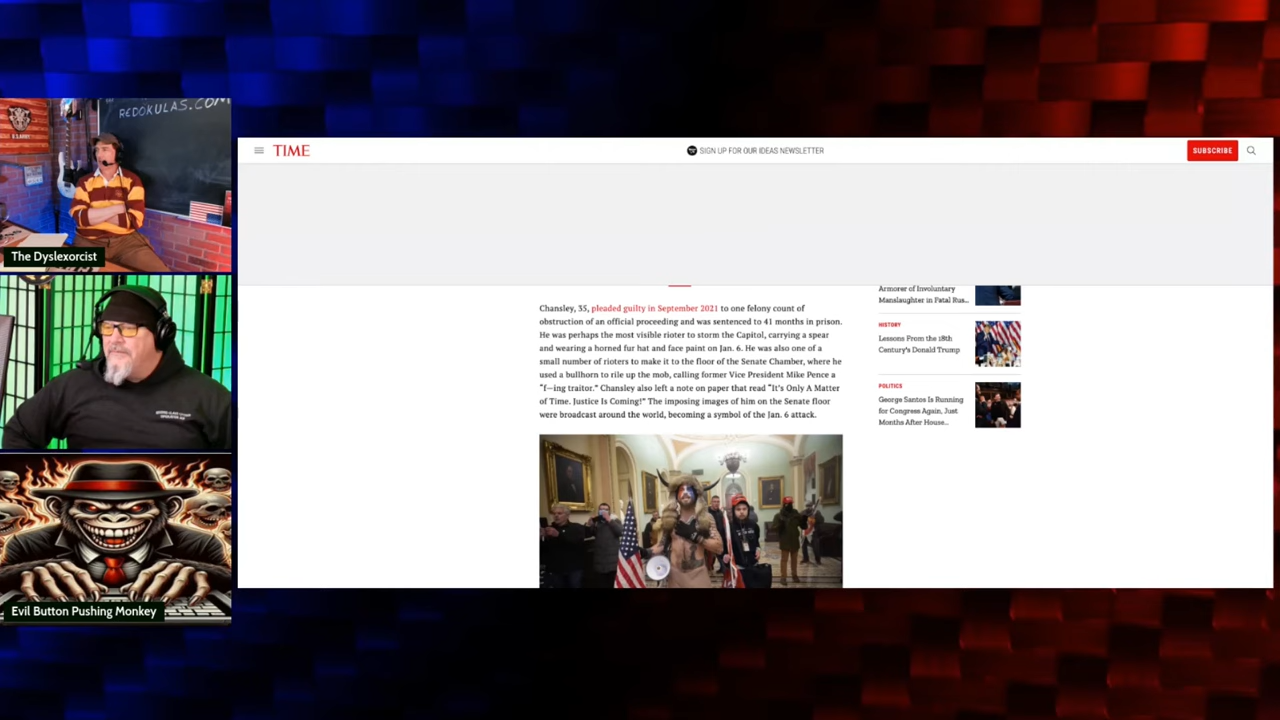 REDOKULAS.COM
The Dyslexorcist
Evil Button Pushing Monkey
TIME
SIGN UP FOR OUR IDEAS NEWSLETTER
SUBSCRIBE
Chansley, 35, pleaded guilty in September 2021 to one felony count of
obstruction of an official proceeding and was sentenced to 41 months in prison.
He was perhaps the most visible rioter to storm the Capitol, carrying a spear
and wearing a horned fur hat and face paint on Jan. 6. He was also one of a
small number of rioters to make it to the floor of the Senate Chamber, where he
used a bullhorn to rile up the mob, calling former Vice President Mike Pence a
“f—ing traitor.” Chansley also left a note on paper that read “It's Only A Matter
of Time. Justice Is Coming!” The imposing images of him on the Senate floor
were broadcast around the world, becoming a symbol of the Jan. 6 attack.
Armorer of Involuntary
Manslaughter in Fatal Rus...
HISTORY
Lessons From the 18th
Century's Donald Trump
POLITICS
George Santos Is Running
for Congress Again, Just
Months After House...